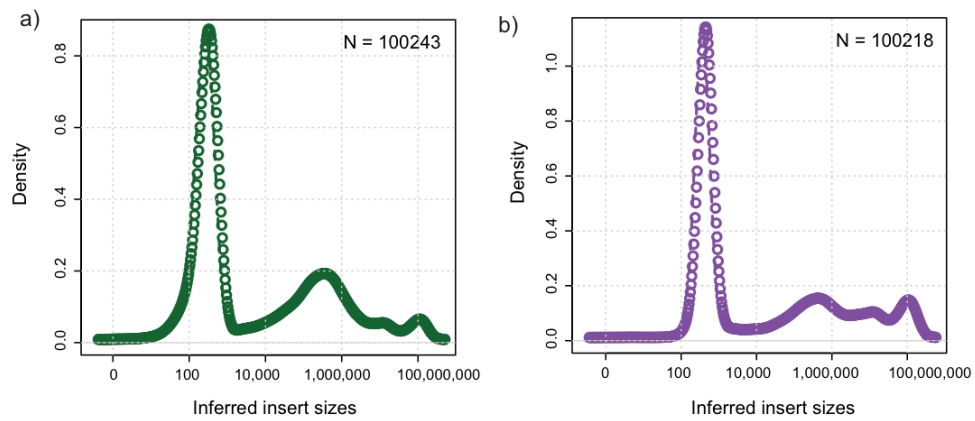 a)
N = 100243
Density
0.0
0.2
0.4
0.6
0.8
0
100
10,000
1,000,000
100,000,000
Inferred insert sizes
b)
N = 100218
Density
0.0
0.2
0.4
0.6
0.8
1.0
0
100
10,000
1,000,000
100,000,000
Inferred insert sizes